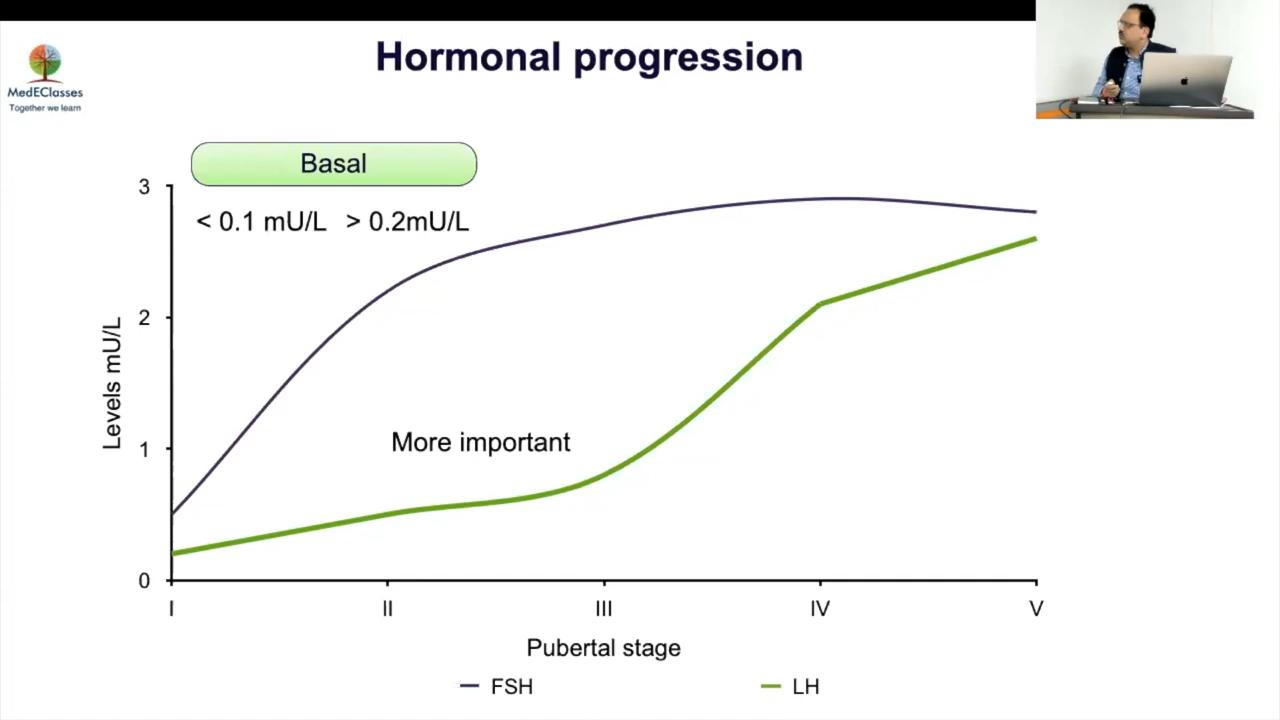 Hormonal progression
MedEClasses
Together we learn
Basal
< 0.1 mU/L > 0.2mU/L
3
2
1
0
Levels mU/L
More important
I
II
III
IV
V
Pubertal stage
FSH
LH